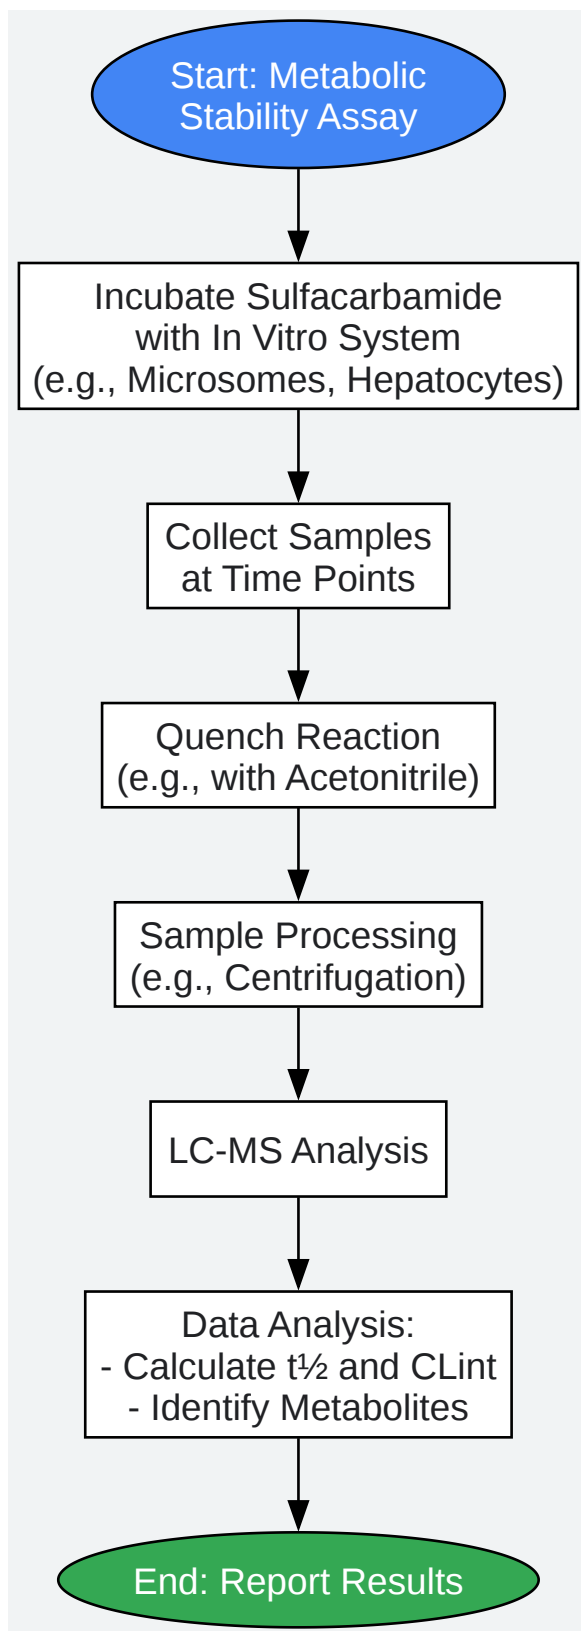 Start: Metabolic
Stability Assay
Incubate Sulfacarbamide
with In Vitro System
(e.g., Microsomes, Hepatocytes)
Collect Samples
at Time Points
Quench Reaction
(e.g., with Acetonitrile)
Sample Processing
(e.g., Centrifugation)
LC-MS Analysis
Data Analysis:
- Calculate t½ and CLint
- Identify Metabolites
End: Report Results